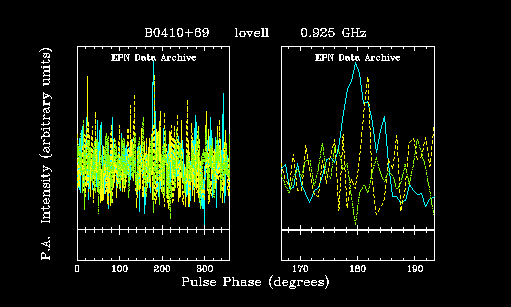 B0410+69 lovell 0.925 GHz
EPN Data Archive EPN Data Archive
P.A. Intensity (arbitrary units)
0 100 200 300 170 180 190
Pulse Phase (degrees)